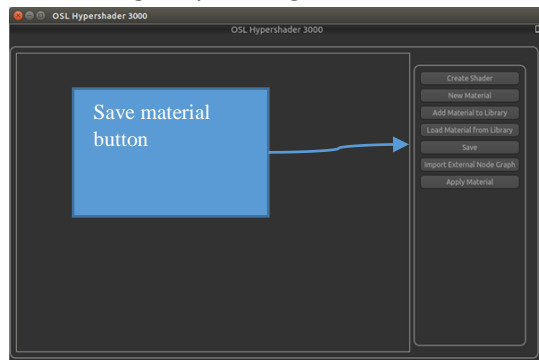 OSL Hypershader 3000
OSL Hypershader 3000
Save material
button
Create Shader
New Material
Add Material to Library
Load Material from Library
Save
Import External Node Graph
Apply Material